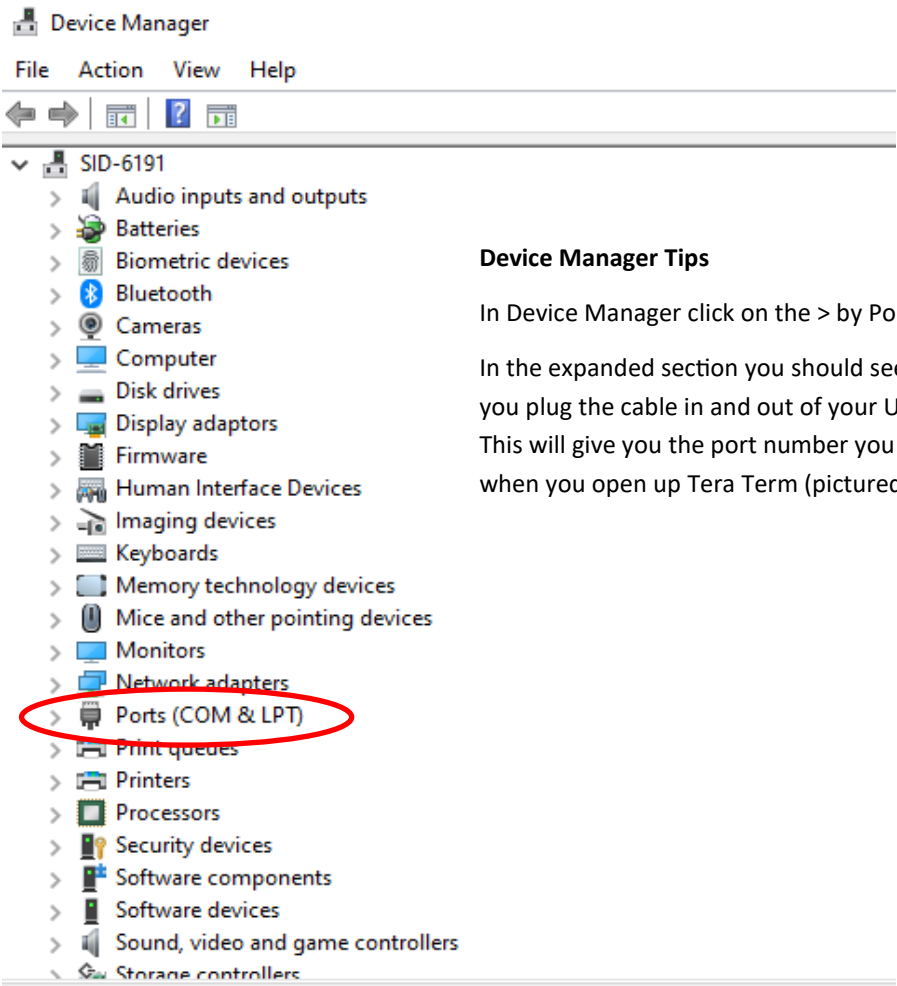 Device Manager
File Action View Help
SID-6191
Audio inputs and outputs
Batteries
Biometric devices
Bluetooth
Cameras
Computer
Disk drives
Display adaptors
Firmware
Human Interface Devices
Imaging devices
Keyboards
Memory technology devices
Mice and other pointing devices
Monitors
Network adapters
Ports (COM & LPT)
Print queues
Printers
Processors
Security devices
Software components
Software devices
Sound, video and game controllers
Storage controllers
Device Manager Tips
In Device Manager click on the > by Po
In the expanded section you should see
you plug the cable in and out of your U
This will give you the port number you
when you open up Tera Term (pictured